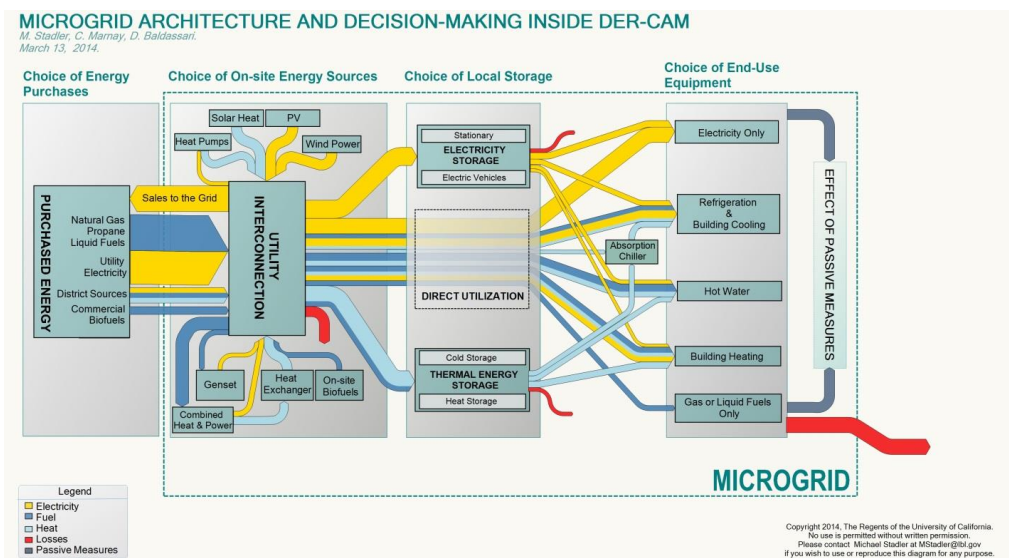 MICROGRID ARCHITECTURE AND DECISION-MAKING INSIDE DER-CAM
M. Stadler, C. Marnay, D. Baldassari.
March 13, 2014.
Choice of Energy
Purchases
Choice of On-site Energy Sources
Choice of Local Storage
Choice of End-Use
Equipment
PURCHASED ENERGY
Natural Gas
Propane
Liquid Fuels
Utility
Electricity
District Sources
Commercial
Biofuels
Sales to the Grid
Solar Heat
PV
Heat Pumps
Wind Power
UTILITY
INTERCONNECTION
Genset
Heat
Exchanger
On-site
Biofuels
Combined
Heat & Power
Stationary
ELECTRICITY
STORAGE
Electric Vehicles
DIRECT UTILIZATION
Cold Storage
THERMAL ENERGY
STORAGE
Heat Storage
Absorption
Chiller
Electricity Only
Refrigeration
&
Building Cooling
Hot Water
Building Heating
Gas or Liquid Fuels
Only
EFFECT OF PASSIVE MEASURES
MICROGRID
Legend
Electricity
Fuel
Heat
Losses
Passive Measures
Copyright 2014, The Regents of the University of California.
No use is permitted without written permission.
Please contact Michael Stadler at MStadler@lbl.gov
if you wish to use or reproduce this diagram for any purpose.